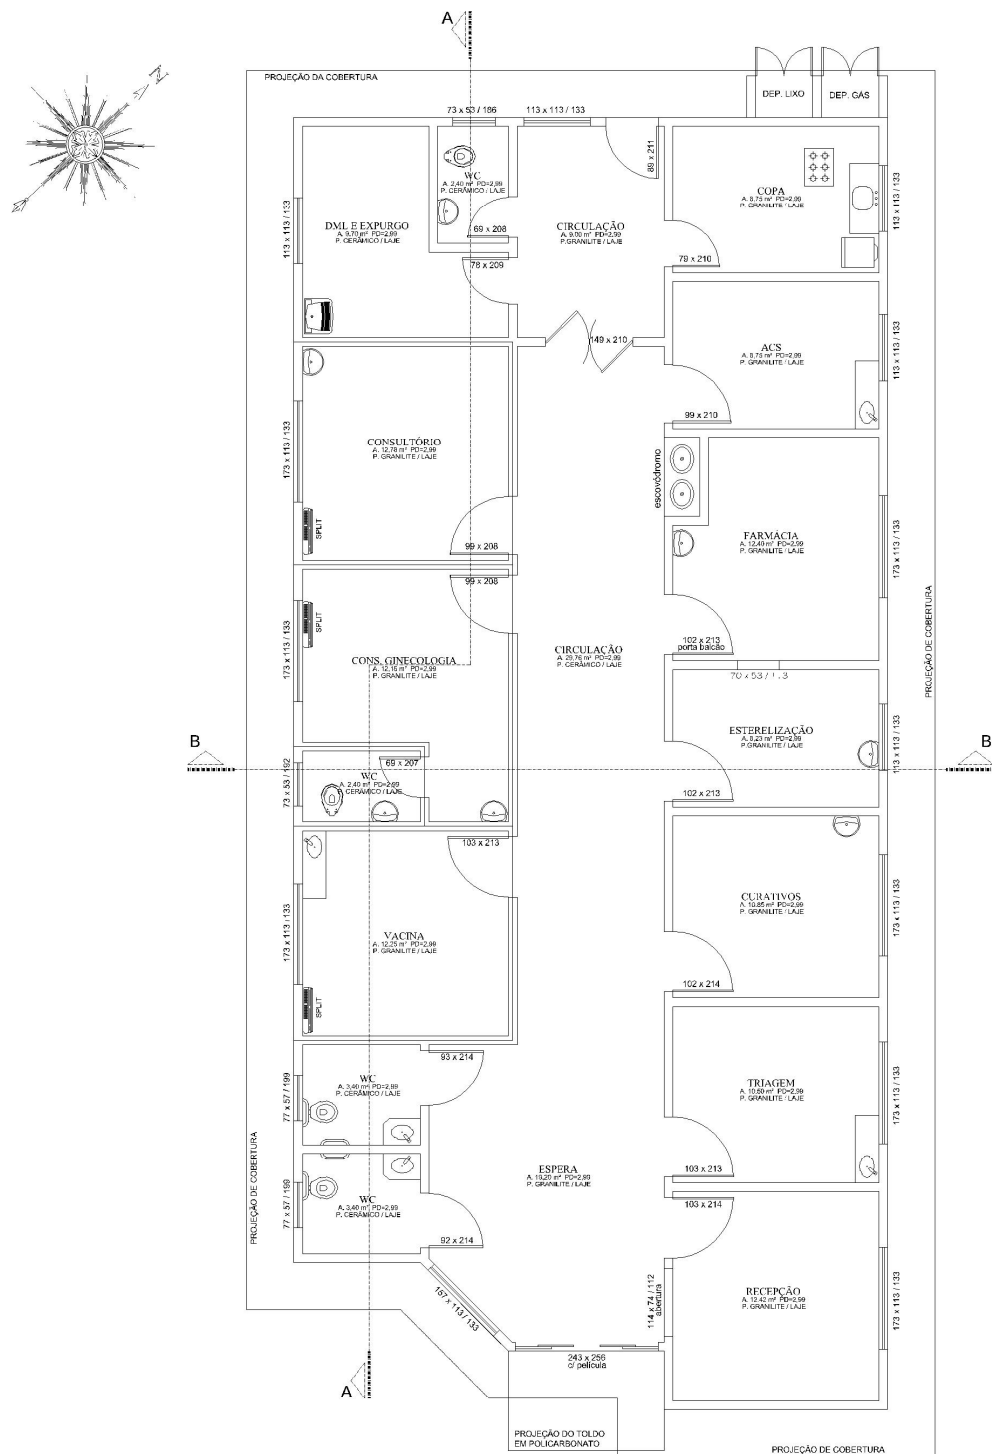 A
N
PROJEÇÃO DA COBERTURA
DEP. LIXO
DEP. GÁS
73 x 53 / 186
113 x 113 / 133
89 x 211
WC
A. 2,40 m² PD=2,99
P. CERÂMICO / LAJE
69 x 208
DML E EXPURGO
A. 9,70 m² PD=2,99
P. CERÂMICO / LAJE
113 x 113 / 133
78 x 209
CIRCULAÇÃO
A. 9,00 m² PD=2,99
P.GRANILITE / LAJE
COPA
A. 8,75 m² PD=2,99
P. GRANILITE / LAJE
113 x 113 / 133
79 x 210
149 x 210
ACS
A. 8,75 m² PD=2,99
P. GRANILITE / LAJE
113 x 113 / 133
99 x 210
CONSULTÓRIO
A. 12,78 m² PD=2,99
P. GRANILITE / LAJE
173 x 113 / 133
SPLIT
99 x 208
escovódromo
FARMÁCIA
A. 12,40 m² PD=2,99
P. GRANILITE / LAJE
173 x 113 / 133
102 x 213
porta balcão
99 x 208
SPLIT
173 x 113 / 133
CONS. GINECOLOGIA
A. 12,16 m² PD=2,99
P. GRANILITE / LAJE
CIRCULAÇÃO
A. 29,76 m² PD=2,99
P. CERÂMICO / LAJE
PROJEÇÃO DE COBERTURA
ESTERELIZAÇÃO
A. 8,23 m² PD=2,99
P.GRANILITE / LAJE
113 x 113 / 133
102 x 213
B
B
69 x 207
WC
A. 2,40 m² PD=2,99
P. CERÂMICO / LAJE
73 x 53 / 192
103 x 213
CURATIVOS
A. 10,85 m² PD=2,99
P. GRANILITE / LAJE
173 x 113 / 133
102 x 214
VACINA
A. 12,25 m² PD=2,99
P. GRANILITE / LAJE
173 x 113 / 133
SPLIT
93 x 214
WC
A. 3,40 m² PD=2,99
P. CERÂMICO / LAJE
77 x 57 / 199
TRIAGEM
A. 10,60 m² PD=2,99
P. GRANILITE / LAJE
173 x 113 / 133
103 x 213
PROJEÇÃO DE COBERTURA
ESPERA
A. 19,20 m² PD=2,99
P. GRANILITE / LAJE
WC
A. 3,40 m² PD=2,99
P. CERÂMICO / LAJE
77 x 57 / 199
92 x 214
103 x 214
RECEPÇÃO
A. 12,42 m² PD=2,99
P. GRANILITE / LAJE
173 x 113 / 133
114 x 74 / 112
abertura
157 x 113 / 133
243 x 256
c/ película
A
PROJEÇÃO DO TOLDO
EM POLICARBONATO
PROJEÇÃO DE COBERTURA